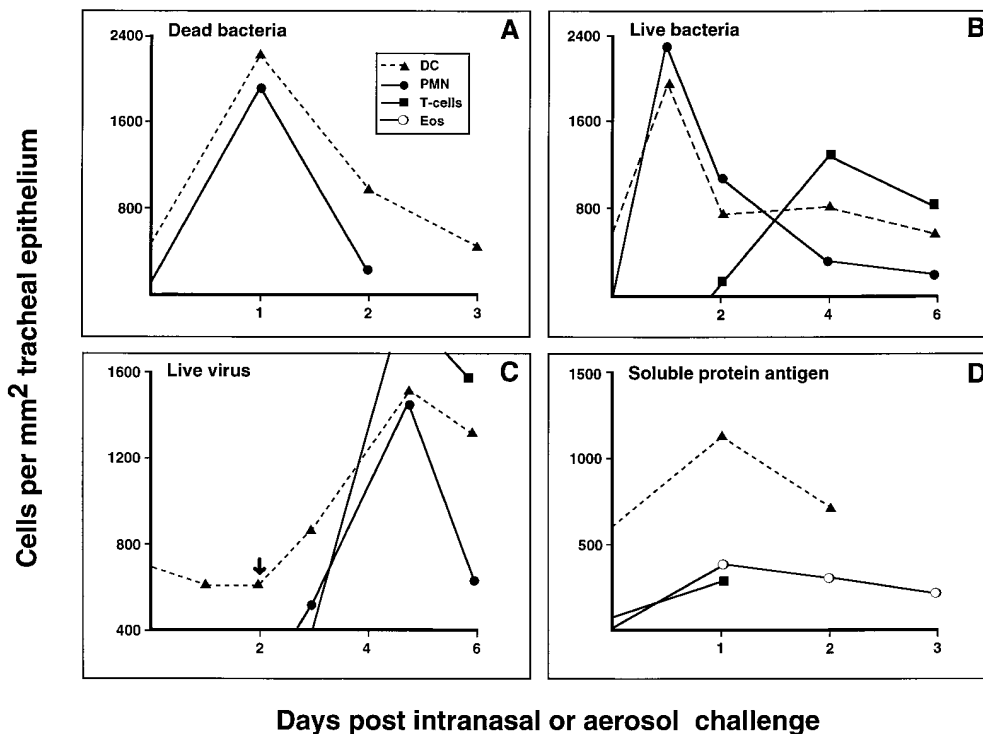 Cells per mm2 tracheal epithelium
Dead bacteria
A
2400
1600
800
1
2
3
DC
PMN
T-cells
Eos
Live bacteria
B
2400
1600
800
2
4
6
Live virus
C
1600
1200
800
400
2
4
6
Soluble protein antigen
D
1500
1000
500
1
2
3
Days post intranasal or aerosol challenge